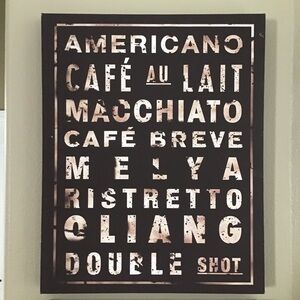 AMERICANO
CAFÉ AU LAIT
MACCHIATO
CAFÉ BREVE
MELYA
RISTRETTO
OLIANG
DOUBLE SHOT